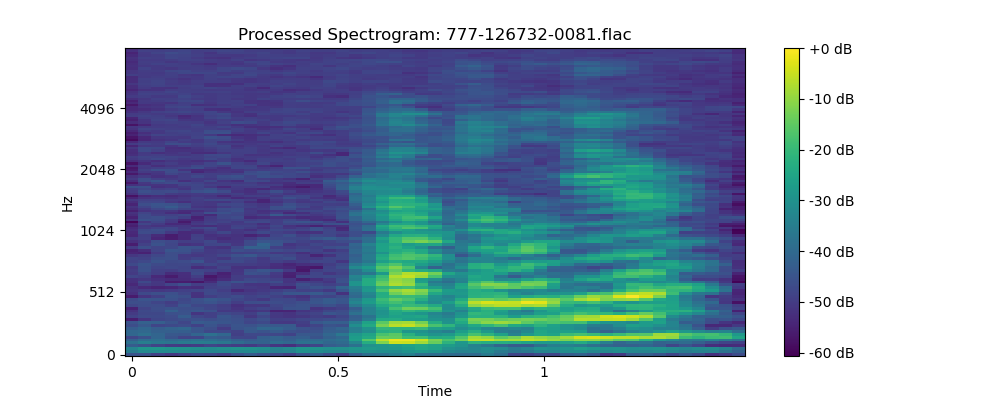 Processed Spectrogram: 777-126732-0081.flac
+0 dB
4096
-10 dB
2048
-20 dB
Hz
-30 dB
1024
-40 dB
512
-50 dB
0
-60 dB
0 0.5 1
Time